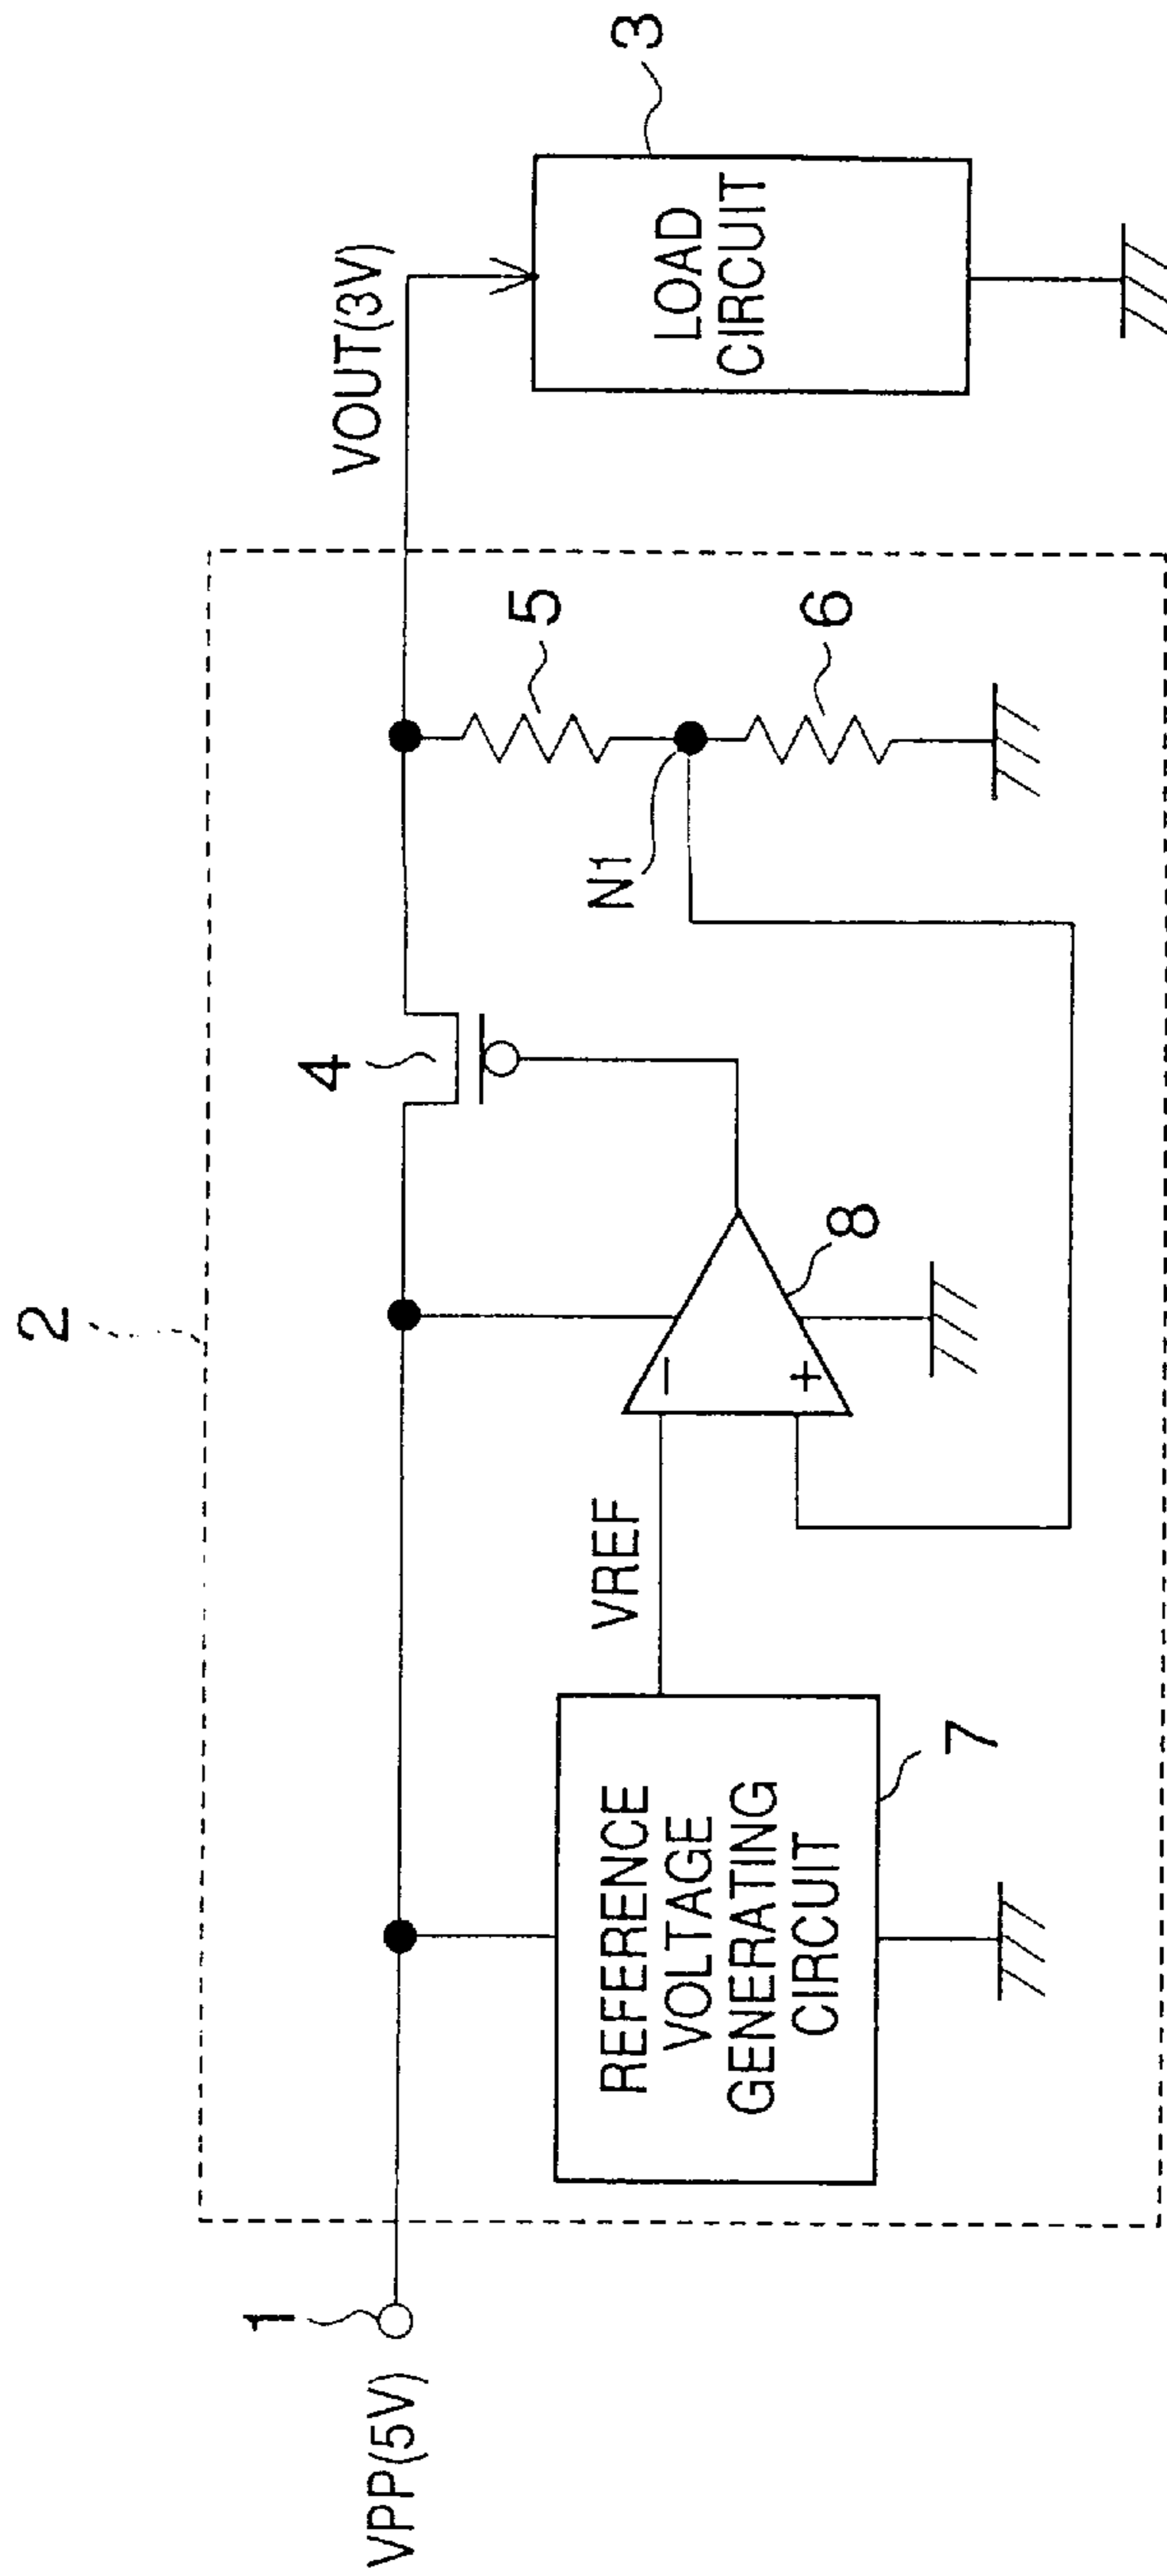 2
VPP(5V)
1
4
VOUT(3V)
3
REFERENCE
VOLTAGE
GENERATING
CIRCUIT
7
VREF
−
+
8
N1
5
6
LOAD
CIRCUIT